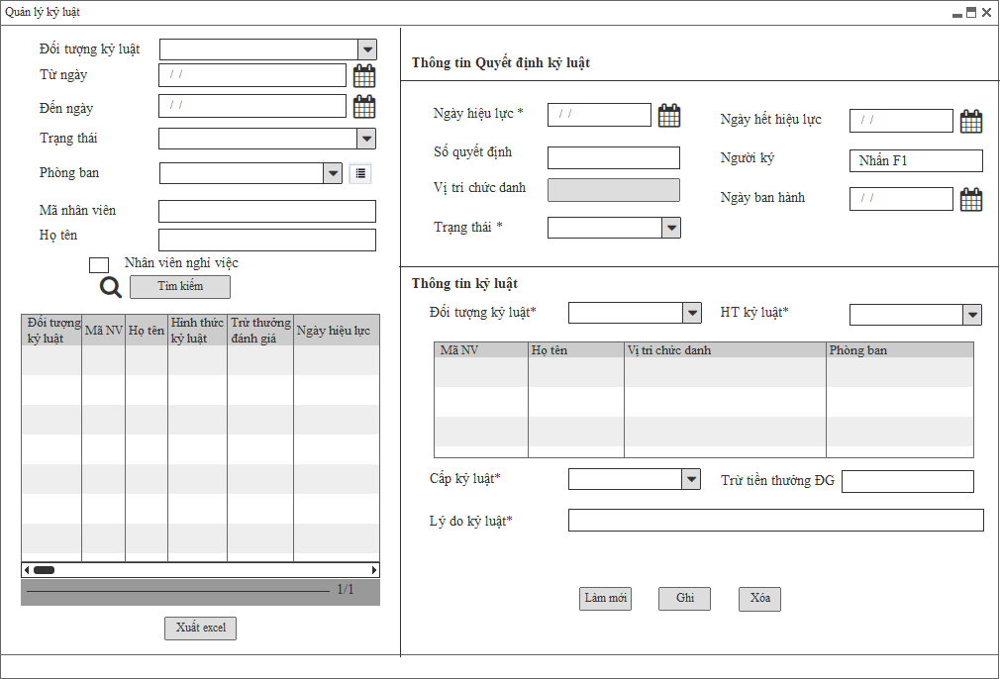 Quản lý kỷ luật
Đối tượng kỷ luật
Từ ngày
/ /
Đến ngày
/ /
Trạng thái
Phòng ban
Mã nhân viên
Họ tên
Nhân viên nghỉ việc
Tìm kiếm
Đối tượng
kỷ luật
Mã NV
Họ tên
Hình thức
kỷ luật
Trừ thưởng
đánh giá
Ngày hiệu lực
1/1
Xuất excel
Thông tin Quyết định kỷ luật
Ngày hiệu lực *
/ /
Ngày hết hiệu lực
/ /
Số quyết định
Người ký
Nhấn F1
Vị trí chức danh
Ngày ban hành
/ /
Trạng thái *
Thông tin kỷ luật
Đối tượng kỷ luật*
HT kỷ luật*
Mã NV
Họ tên
Vị trí chức danh
Phòng ban
Cấp kỷ luật*
Trừ tiền thưởng ĐG
Lý do kỷ luật*
Làm mới
Ghi
Xóa